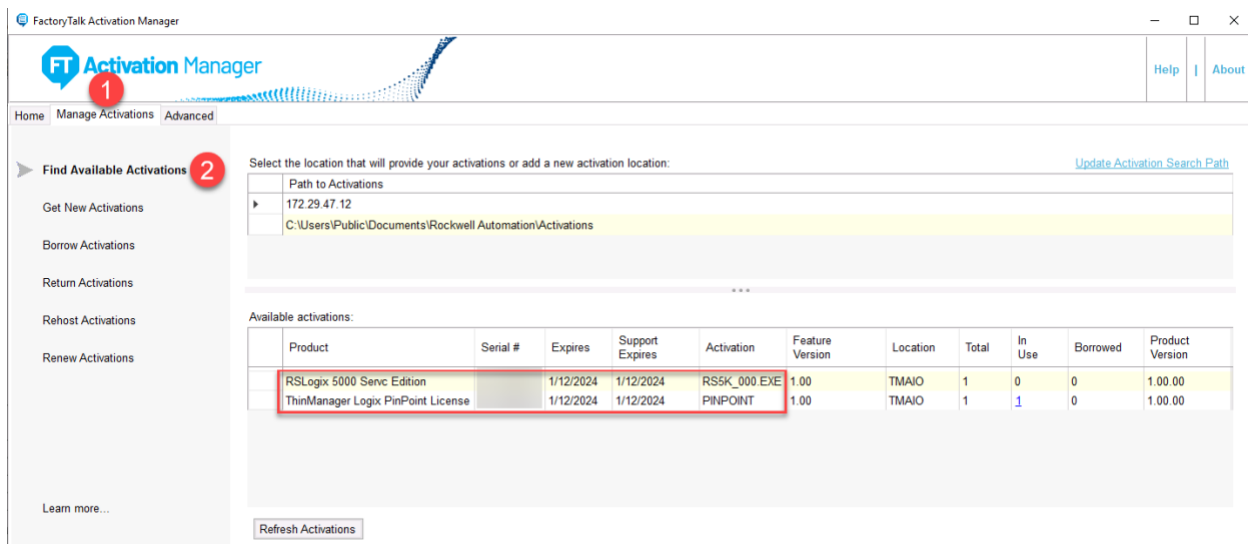 FactoryTalk Activation Manager
FT Activation Manager
Help | About
1
Home Manage Activations Advanced
Find Available Activations 2
Get New Activations
Borrow Activations
Return Activations
Rehost Activations
Renew Activations
Learn more...
Select the location that will provide your activations or add a new activation location:
Update Activation Search Path
Path to Activations
172.29.47.12
C:\Users\Public\Documents\Rockwell Automation\Activations
Available activations:
Product Serial # Expires Support Expires Activation Feature Version Location Total In Use Borrowed Product Version
RSLogix 5000 Servc Edition 1/12/2024 1/12/2024 RS5K_000.EXE 1.00 TMAIO 1 0 0 1.00.00
ThinManager Logix PinPoint License 1/12/2024 1/12/2024 PINPOINT 1.00 TMAIO 1 1 0 1.00.00
Refresh Activations